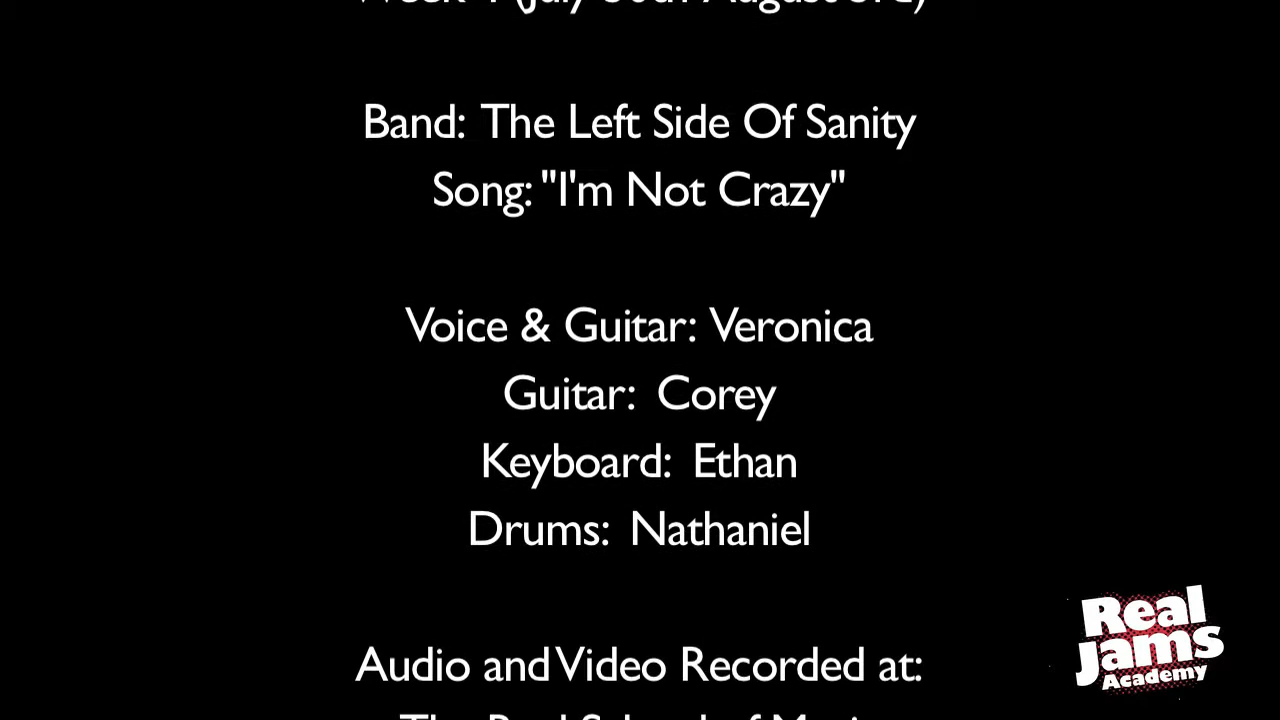 Band: The Left Side Of Sanity
Song: "I'm Not Crazy"
Voice & Guitar: Veronica
Guitar: Corey
Keyboard: Ethan
Drums: Nathaniel
Audio and Video Recorded at:
Real
Jams
Academy